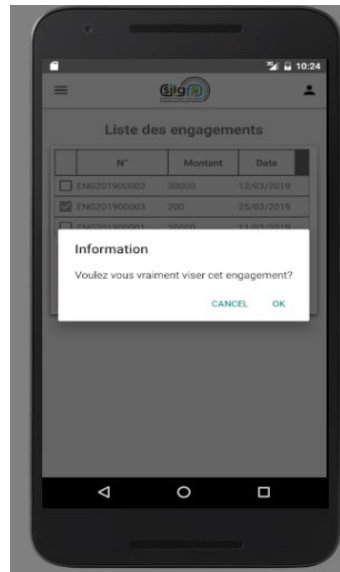 10:24
Liste des engagements
N° Montant Date
ENG201900002 30000 12/03/2019
ENG201900003 200 25/03/2019
Information
Voulez vous vraiment viser cet engagement?
CANCEL OK